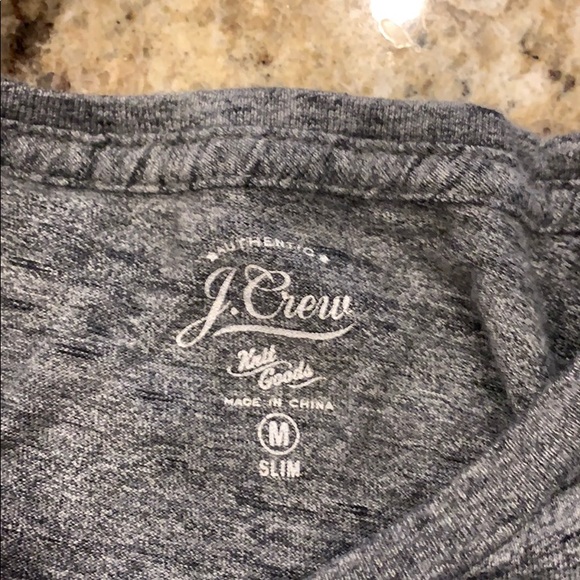 AUTHENTIC
J.Crew
Knit
Goods
MADE IN CHINA
M
SLIM